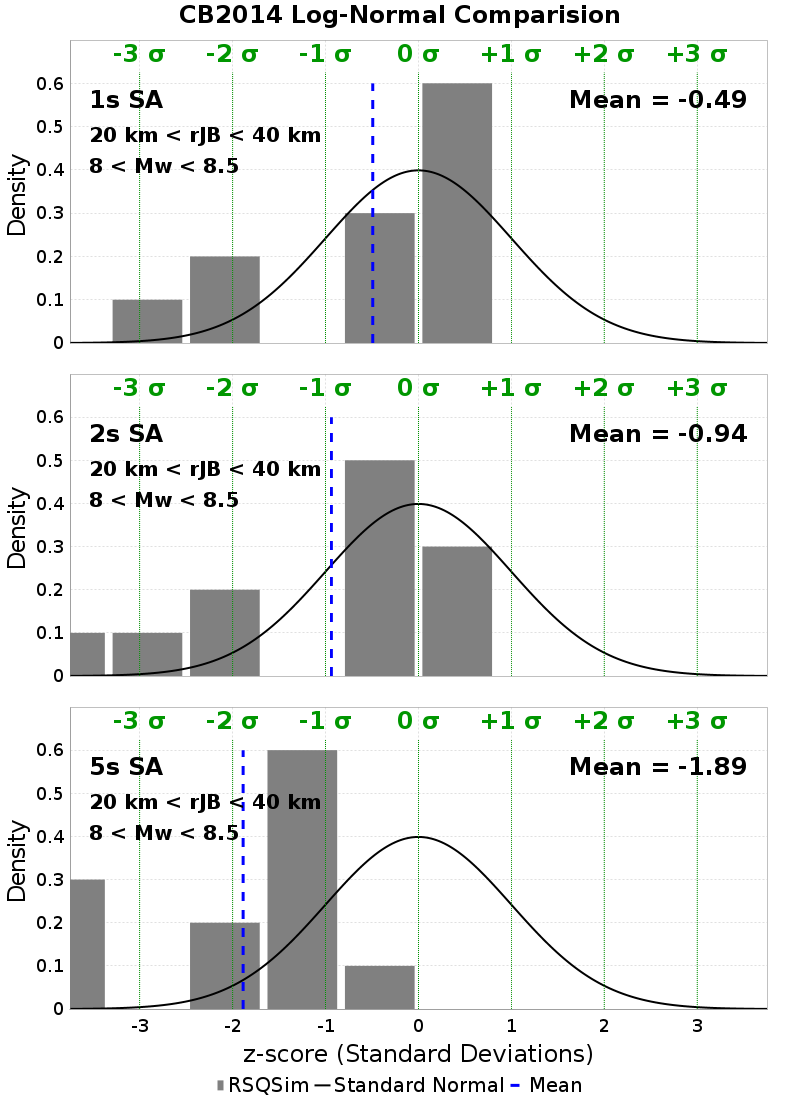 CB2014 Log-Normal Comparision
-3 σ -2 σ -1 σ 0 σ +1 σ +2 σ +3 σ
1s SA
Mean = -0.49
20 km < rJB < 40 km
8 < Mw < 8.5
Density
0.6
0.5
0.4
0.3
0.2
0.1
0
-3 σ -2 σ -1 σ 0 σ +1 σ +2 σ +3 σ
2s SA
Mean = -0.94
20 km < rJB < 40 km
8 < Mw < 8.5
Density
0.6
0.5
0.4
0.3
0.2
0.1
0
-3 σ -2 σ -1 σ 0 σ +1 σ +2 σ +3 σ
5s SA
Mean = -1.89
20 km < rJB < 40 km
8 < Mw < 8.5
Density
0.6
0.5
0.4
0.3
0.2
0.1
0
-3 -2 -1 0 1 2 3
z-score (Standard Deviations)
RSQSim Standard Normal Mean